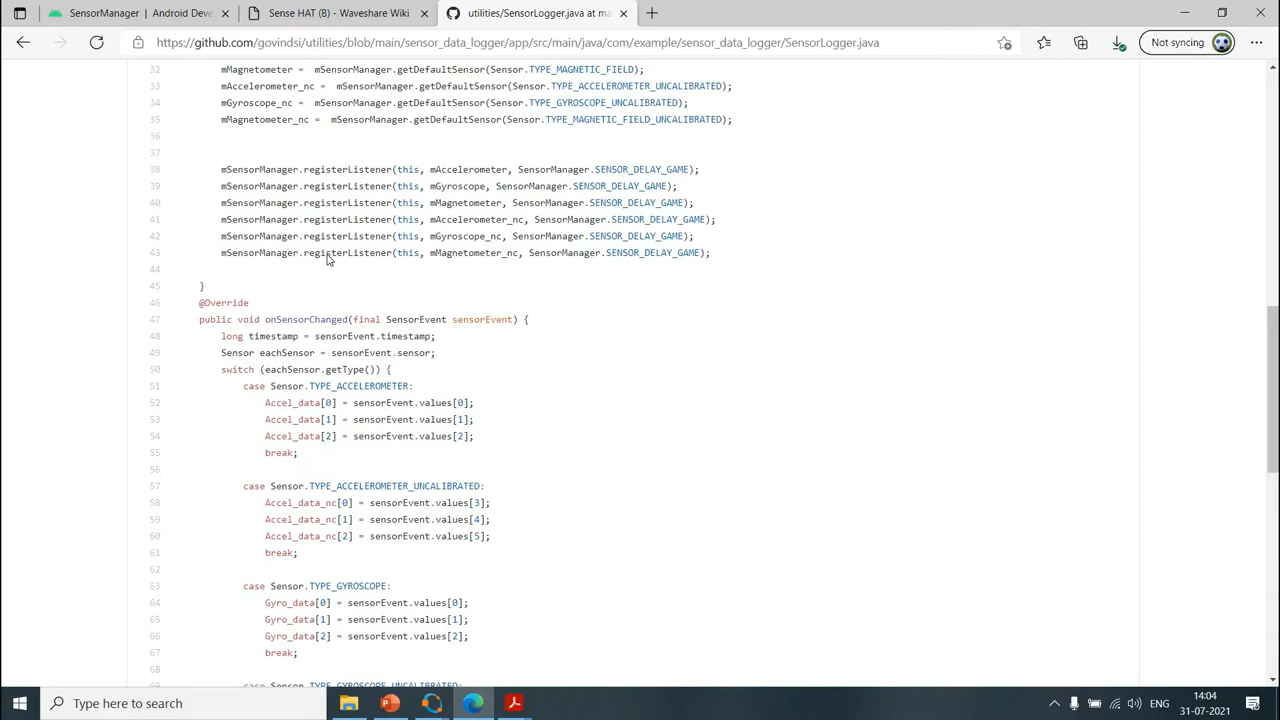 SensorManager | Android Deve
Sense HAT (B) - Waveshare Wiki
utilities/SensorLogger.java at ma
https://github.com/govindsi/utilities/blob/main/sensor_data_logger/app/src/main/java/com/example/sensor_data_logger/SensorLogger.java
Not syncing
32 mMagnetometer = mSensorManager.getDefaultSensor(Sensor.TYPE_MAGNETIC_FIELD);
33 mAccelerometer_nc = mSensorManager.getDefaultSensor(Sensor.TYPE_ACCELEROMETER_UNCALIBRATED);
34 mGyroscope_nc = mSensorManager.getDefaultSensor(Sensor.TYPE_GYROSCOPE_UNCALIBRATED);
35 mMagnetometer_nc = mSensorManager.getDefaultSensor(Sensor.TYPE_MAGNETIC_FIELD_UNCALIBRATED);
36
37
38 mSensorManager.registerListener(this, mAccelerometer, SensorManager.SENSOR_DELAY_GAME);
39 mSensorManager.registerListener(this, mGyroscope, SensorManager.SENSOR_DELAY_GAME);
40 mSensorManager.registerListener(this, mMagnetometer, SensorManager.SENSOR_DELAY_GAME);
41 mSensorManager.registerListener(this, mAccelerometer_nc, SensorManager.SENSOR_DELAY_GAME);
42 mSensorManager.registerListener(this, mGyroscope_nc, SensorManager.SENSOR_DELAY_GAME);
43 mSensorManager.registerListener(this, mMagnetometer_nc, SensorManager.SENSOR_DELAY_GAME);
44
45 }
46 @Override
47 public void onSensorChanged(final SensorEvent sensorEvent) {
48 long timestamp = sensorEvent.timestamp;
49 Sensor eachSensor = sensorEvent.sensor;
50 switch (eachSensor.getType()) {
51 case Sensor.TYPE_ACCELEROMETER:
52 Accel_data[0] = sensorEvent.values[0];
53 Accel_data[1] = sensorEvent.values[1];
54 Accel_data[2] = sensorEvent.values[2];
55 break;
56
57 case Sensor.TYPE_ACCELEROMETER_UNCALIBRATED:
58 Accel_data_nc[0] = sensorEvent.values[3];
59 Accel_data_nc[1] = sensorEvent.values[4];
60 Accel_data_nc[2] = sensorEvent.values[5];
61 break;
62
63 case Sensor.TYPE_GYROSCOPE:
64 Gyro_data[0] = sensorEvent.values[0];
65 Gyro_data[1] = sensorEvent.values[1];
66 Gyro_data[2] = sensorEvent.values[2];
67 break;
68
69 case Sensor.TYPE_GYROSCOPE_UNCALIBRATED:
Type here to search
ENG
14:04
31-07-2021